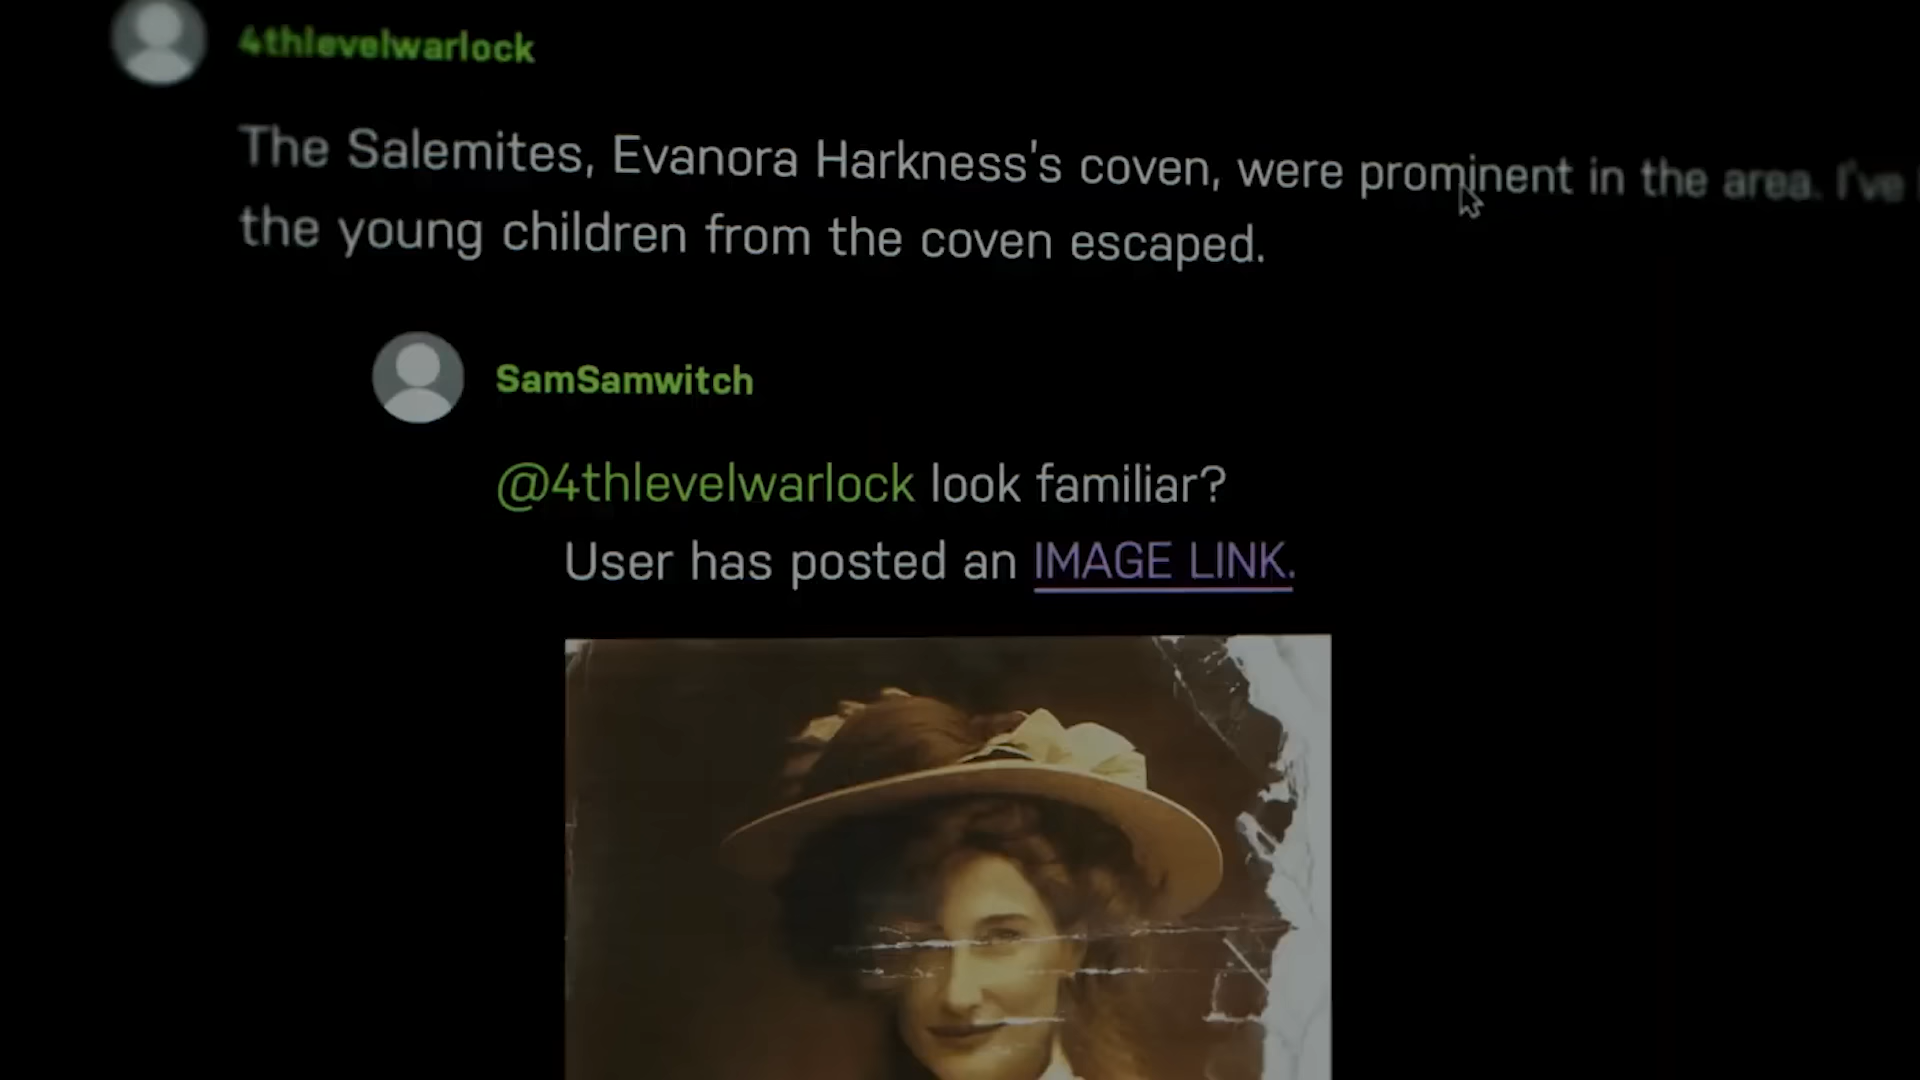 4thlevelwarlock
The Salemites, Evanora Harkness's coven, were prominent in the area. I've
the young children from the coven escaped.
SamSamwitch
@4thlevelwarlock look familiar?
User has posted an IMAGE LINK.